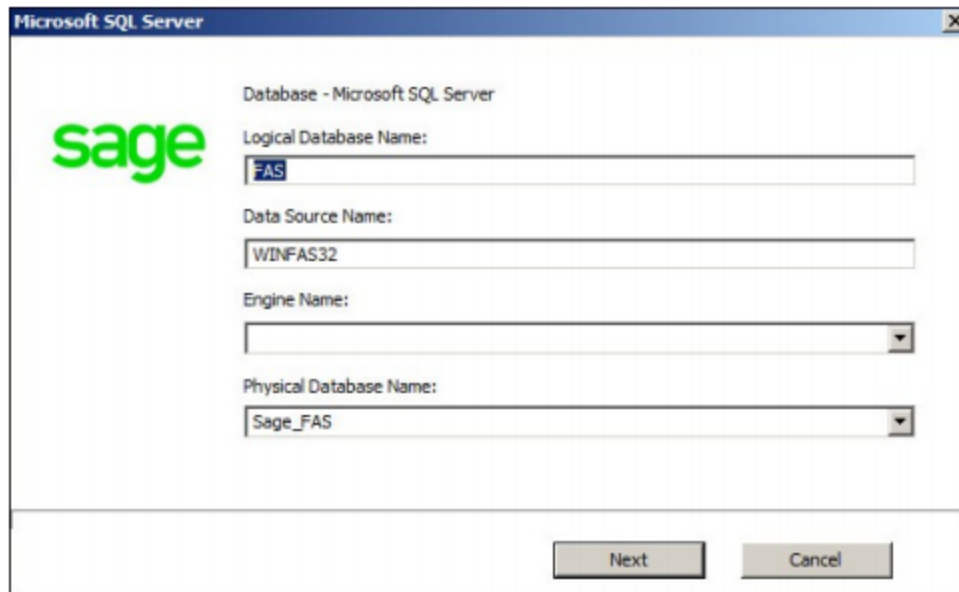 Microsoft SQL Server
sage
Database - Microsoft SQL Server
Logical Database Name:
FAS
Data Source Name:
WINFAS32
Engine Name:
Physical Database Name:
Sage_FAS
Next
Cancel